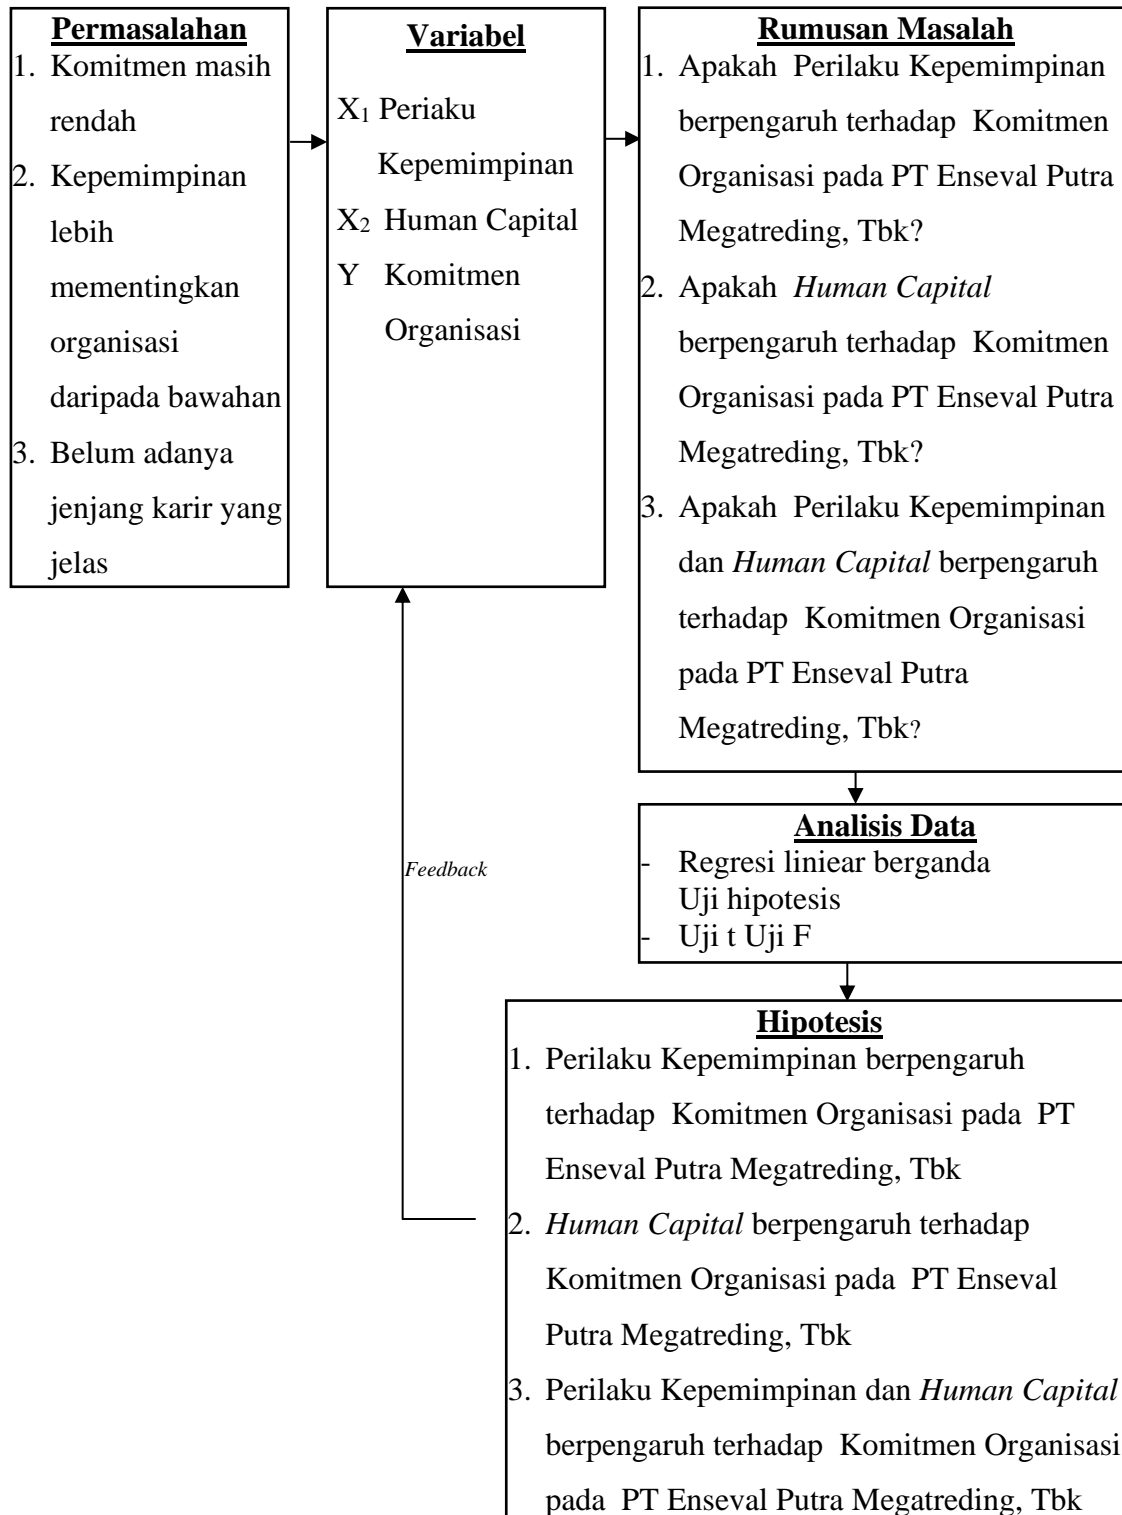 Permasalahan
1. Komitmen masih
rendah
2. Kepemimpinan
lebih
mementingkan
organisasi
daripada bawahan
3. Belum adanya
jenjang karir yang
jelas
Variabel
X₁ Periaku
Kepemimpinan
X₂ Human Capital
Y Komitmen
Organisasi
Rumusan Masalah
1. Apakah Perilaku Kepemimpinan
berpengaruh terhadap Komitmen
Organisasi pada PT Enseval Putra
Megatreding, Tbk?
2. Apakah Human Capital
berpengaruh terhadap Komitmen
Organisasi pada PT Enseval Putra
Megatreding, Tbk?
3. Apakah Perilaku Kepemimpinan
dan Human Capital berpengaruh
terhadap Komitmen Organisasi
pada PT Enseval Putra
Megatreding, Tbk?
Analisis Data
- Regresi liniear berganda
Uji hipotesis
- Uji t Uji F
Feedback
Hipotesis
1. Perilaku Kepemimpinan berpengaruh
terhadap Komitmen Organisasi pada PT
Enseval Putra Megatreding, Tbk
2. Human Capital berpengaruh terhadap
Komitmen Organisasi pada PT Enseval
Putra Megatreding, Tbk
3. Perilaku Kepemimpinan dan Human Capital
berpengaruh terhadap Komitmen Organisasi
pada PT Enseval Putra Megatreding, Tbk